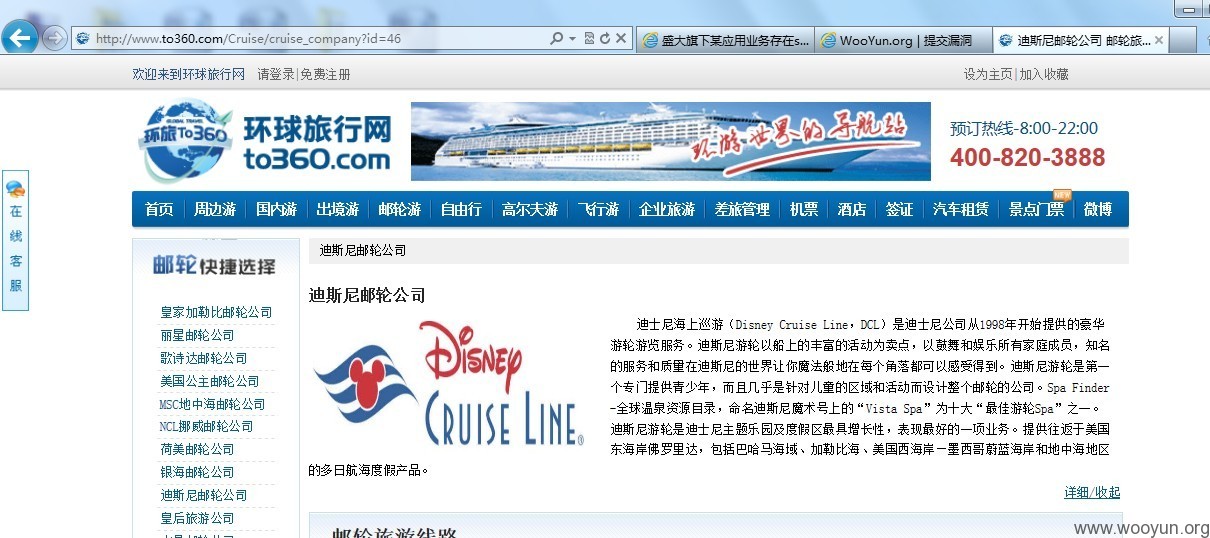 http://www.to360.com/Cruise/cruise_company?id=46
盛大旗下某应用业务存在s...
WooYun.org | 提交漏洞
迪斯尼邮轮公司 邮轮旅...
欢迎来到环球旅行网 请登录|免费注册
设为主页|加入收藏
GLOBAL TRAVEL
环旅To360
环球旅行网
to360.com
环游世界的导航站
预订热线-8:00-22:00
400-820-3888
首页 周边游 国内游 出境游 邮轮游 自由行 高尔夫游 飞行游 企业旅游 差旅管理 机票 酒店 签证 汽车租赁 景点门票 微博
NEW
在线客服
邮轮快捷选择
皇家加勒比邮轮公司
丽星邮轮公司
歌诗达邮轮公司
美国公主邮轮公司
MSC地中海邮轮公司
NCL挪威邮轮公司
荷美邮轮公司
银海邮轮公司
迪斯尼邮轮公司
皇后旅游公司
迪斯尼邮轮公司
迪斯尼邮轮公司
Disney
CRUISE LINE®
迪士尼海上巡游（Disney Cruise Line，DCL）是迪士尼公司从1998年开始提供的豪华
游轮游览服务。迪斯尼游轮以船上的丰富的活动为卖点，以鼓舞和娱乐所有家庭成员，知名
的服务和质量在迪斯尼的世界让你魔法般地在每个角落都可以感受得到。迪斯尼游轮是第一
个专门提供青少年，而且几乎是针对儿童的区域和活动而设计整个邮轮的公司。Spa Finder
-全球温泉资源目录，命名迪斯尼魔术号上的“Vista Spa”为十大“最佳游轮Spa”之一。
迪斯尼游轮是迪士尼主题乐园及度假区最具增长性，表现最好的一项业务。提供往返于美国
东海岸佛罗里达，包括巴哈马海域、加勒比海、美国西海岸－墨西哥蔚蓝海岸和地中海地区
的多日航海度假产品。
详细/收起
邮轮旅游线路
www.wooyun.org